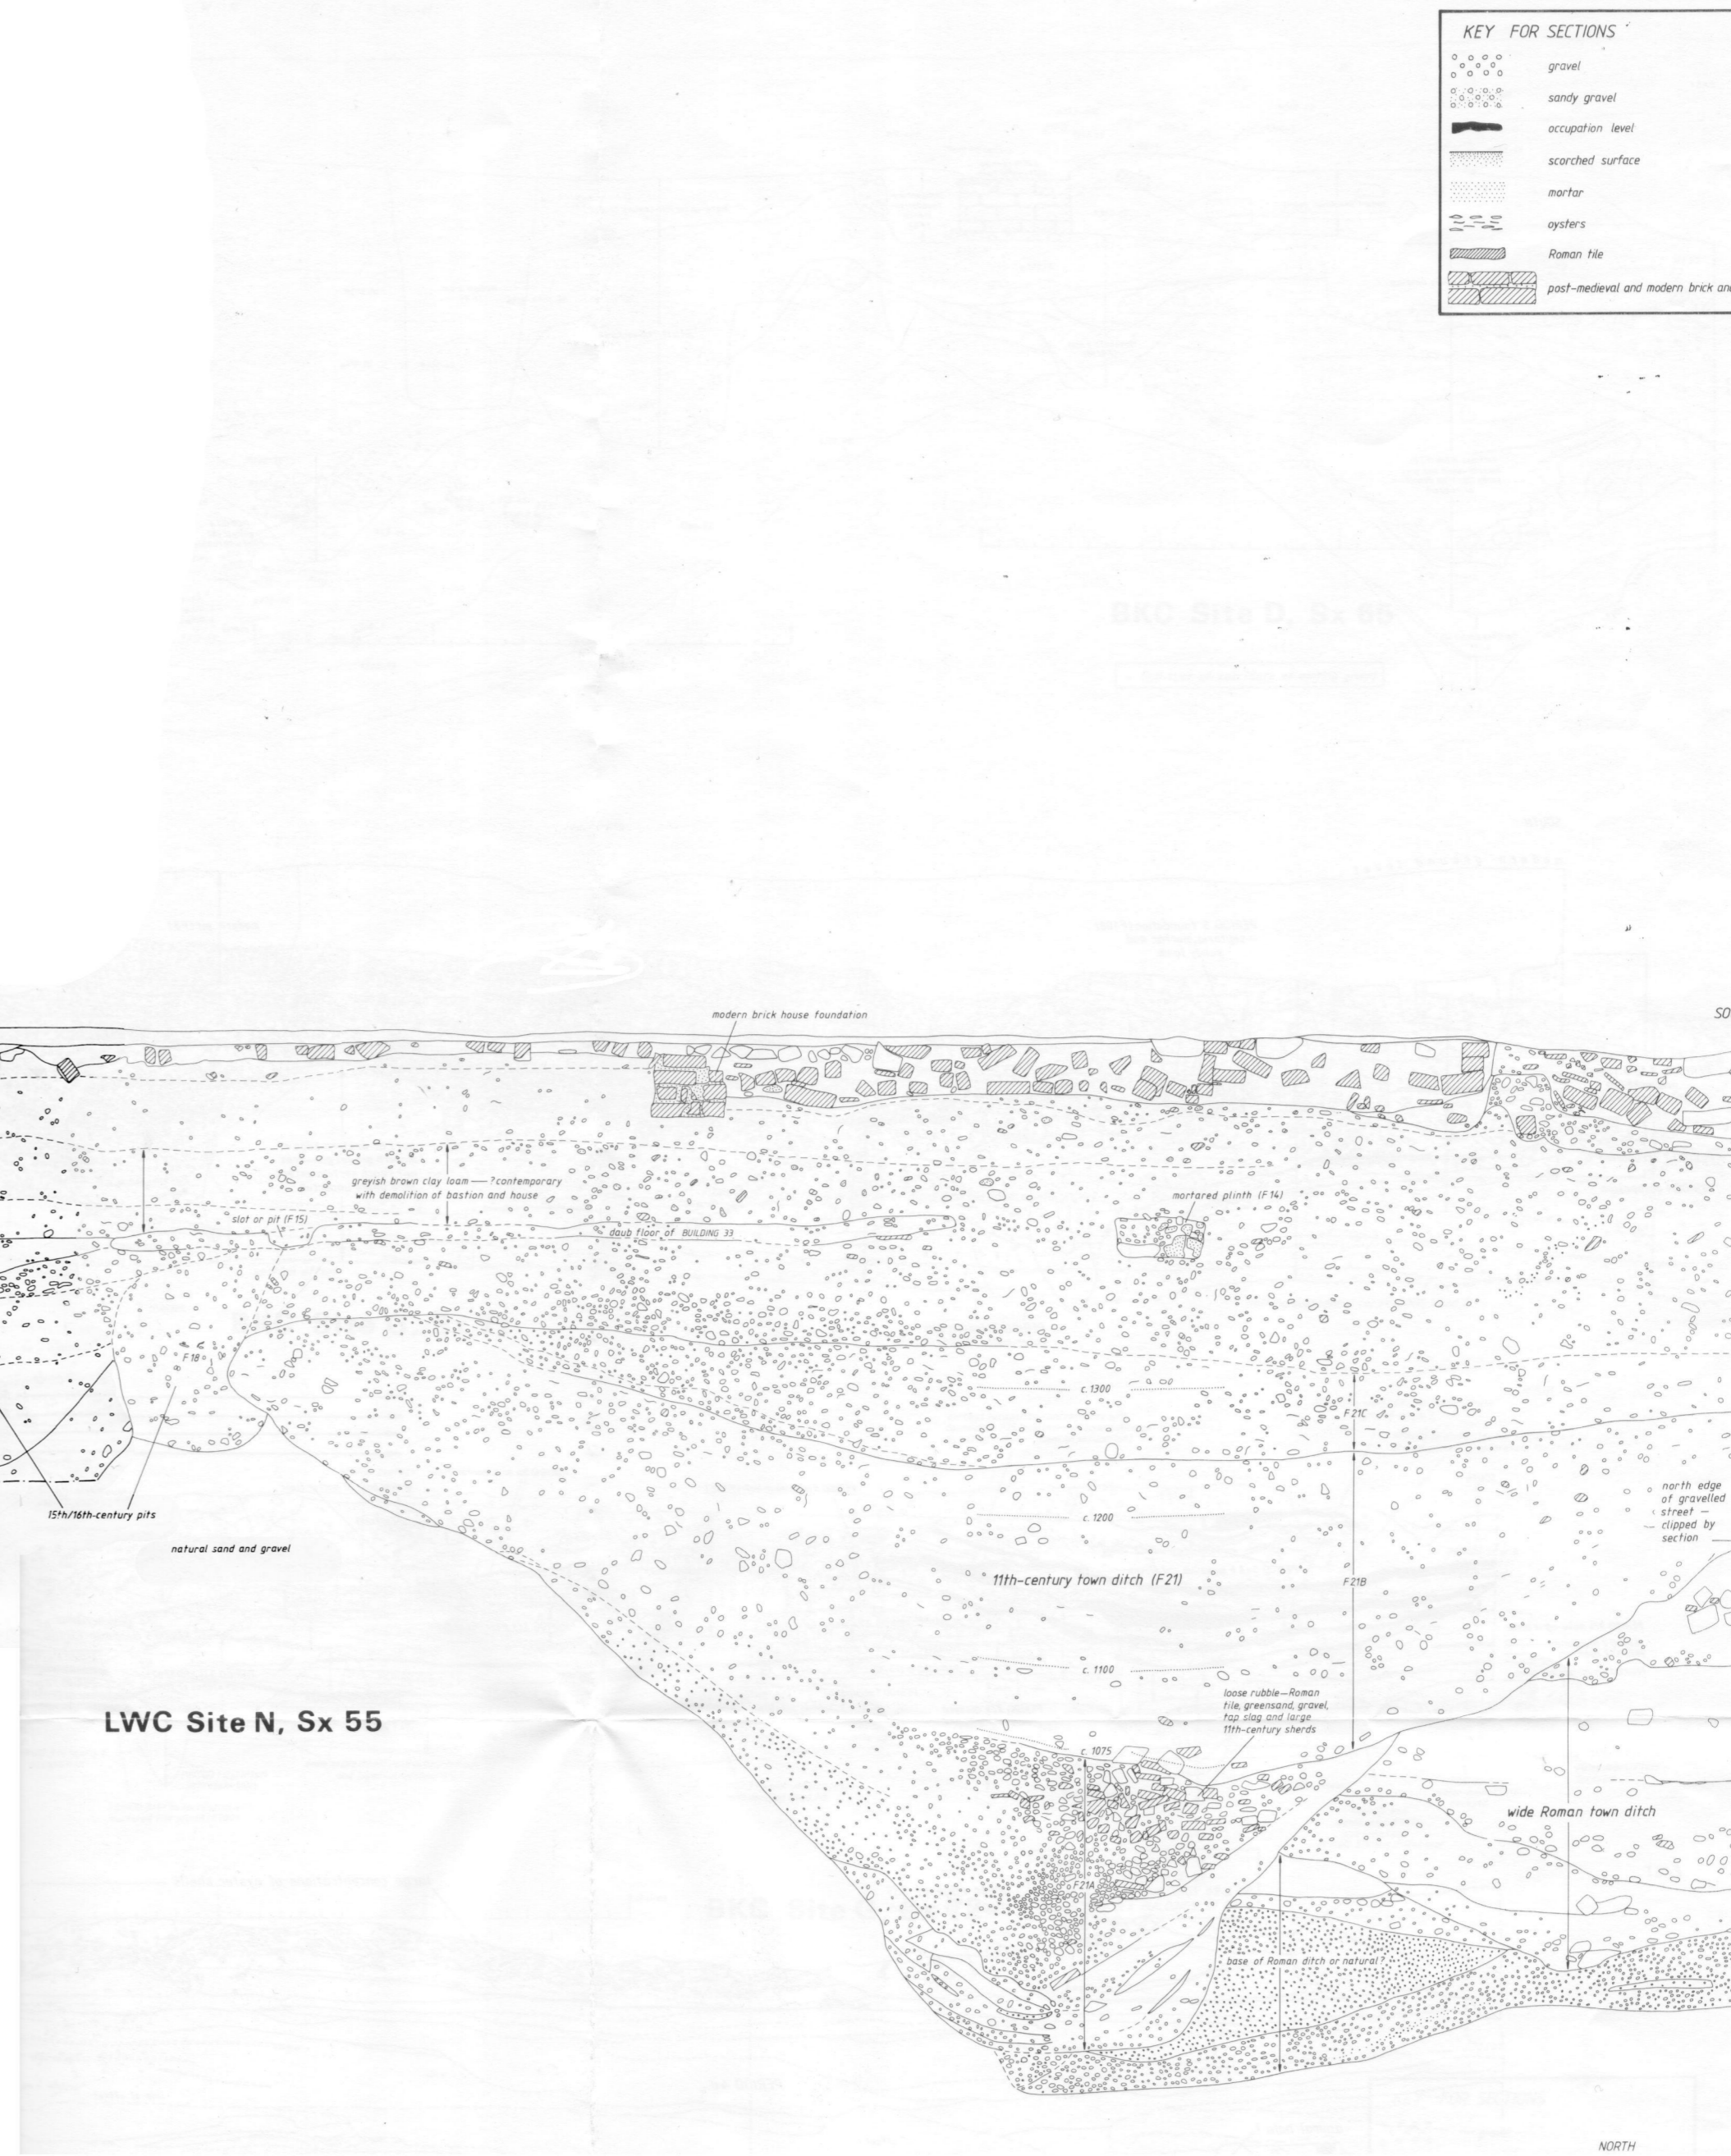 KEY FOR SECTIONS
gravel
sandy gravel
occupation level
scorched surface
mortar
oysters
Roman tile
post-medieval and modern brick and
SO
modern brick house foundation
greyish brown clay loam — ?contemporary
with demolition of bastion and house
slot or pit (F15)
daub floor of BUILDING 33
mortared plinth (F14)
F18
c. 1300
F21C
15th/16th-century pits
natural sand and gravel
c. 1200
north edge
of gravelled
street —
clipped by
section
11th-century town ditch (F21)
F21B
c. 1100
loose rubble—Roman
tile, greensand, gravel,
tap slag and large
11th-century sherds
LWC Site N, Sx 55
c. 1075
wide Roman town ditch
F21A
base of Roman ditch or natural?
NORTH